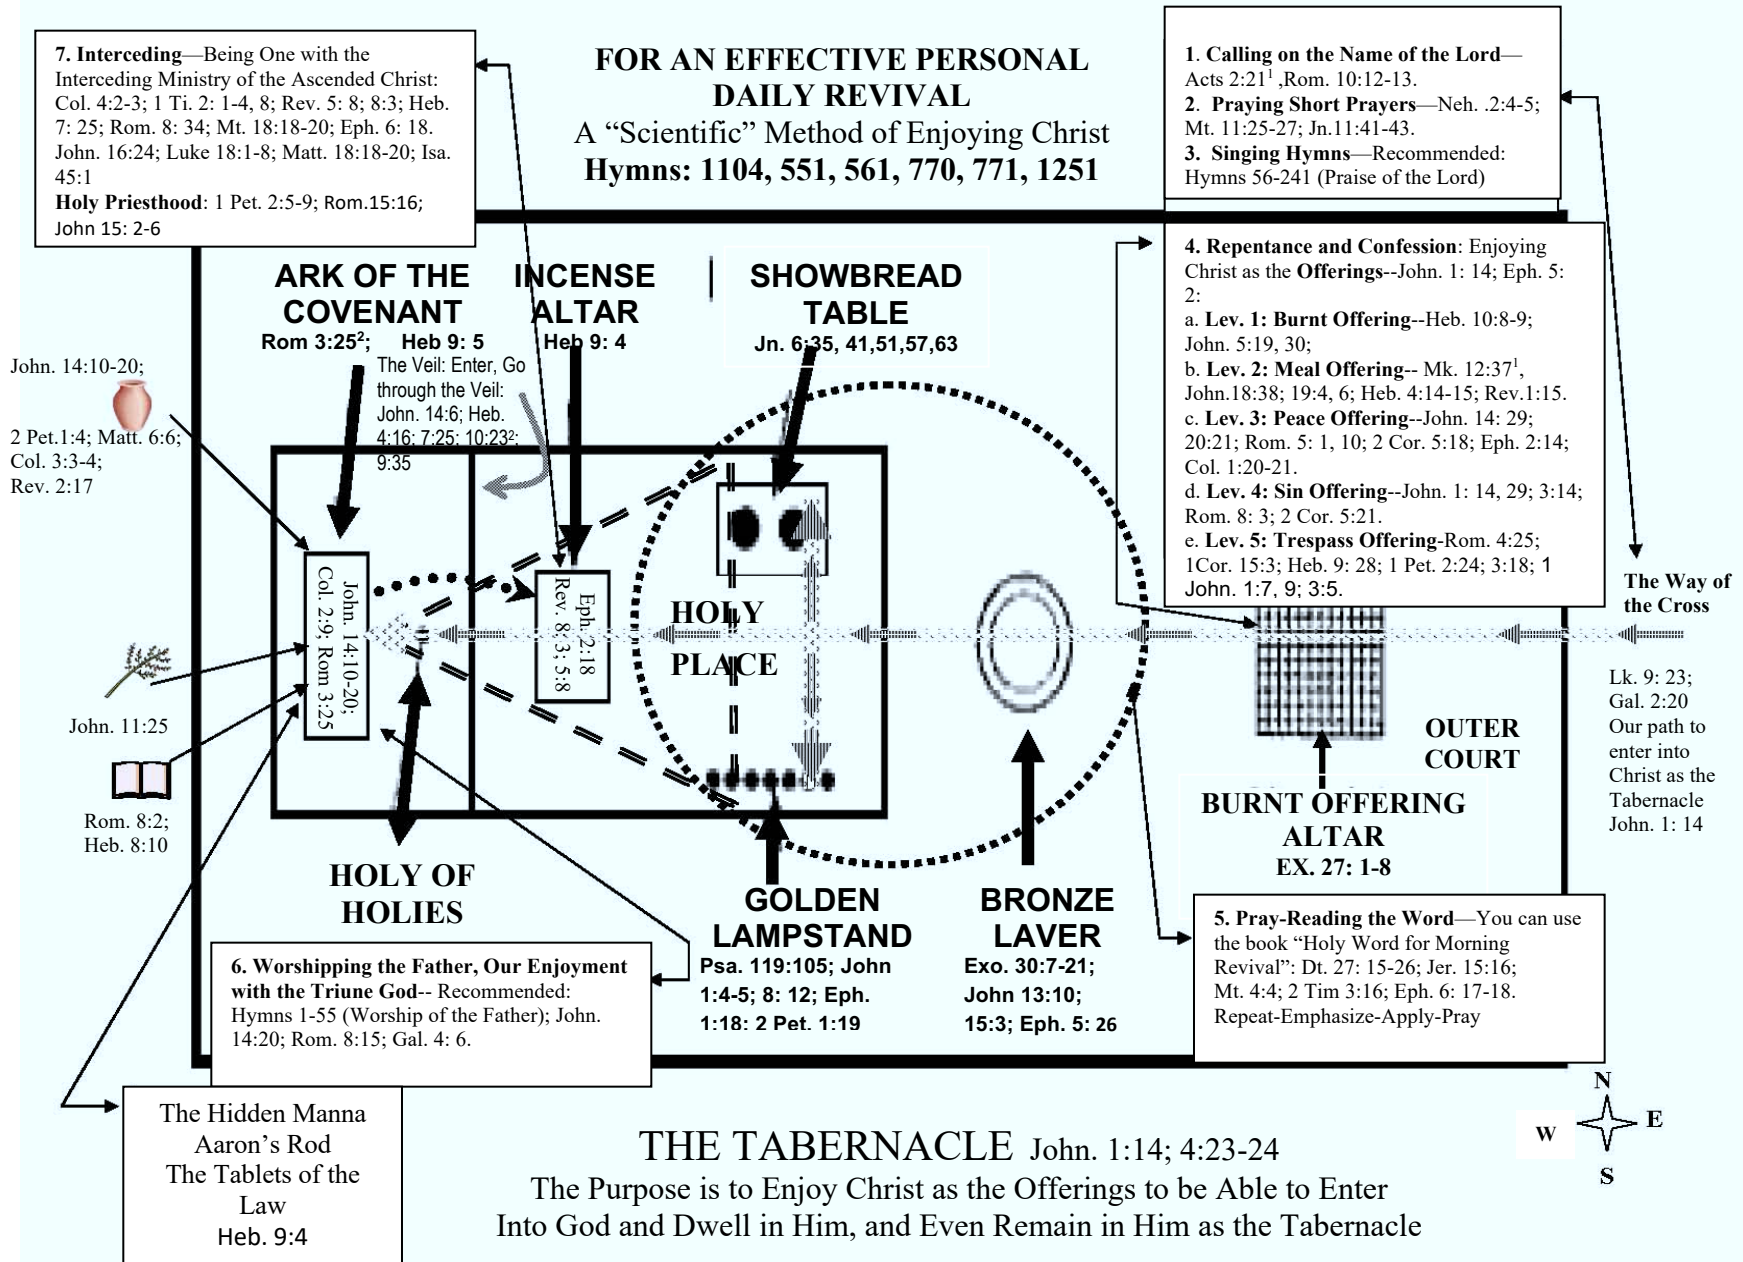 7. Interceding—Being One with the
Interceding Ministry of the Ascended Christ:
Col. 4:2-3; 1 Ti. 2: 1-4, 8; Rev. 5: 8; 8:3; Heb.
7: 25; Rom. 8: 34; Mt. 18:18-20; Eph. 6: 18.
John. 16:24; Luke 18:1-8; Matt. 18:18-20; Isa.
45:1
Holy Priesthood: 1 Pet. 2:5-9; Rom.15:16;
John 15: 2-6
FOR AN EFFECTIVE PERSONAL
DAILY REVIVAL
A “Scientific” Method of Enjoying Christ
Hymns: 1104, 551, 561, 770, 771, 1251
1. Calling on the Name of the Lord—
Acts 2:21¹ ,Rom. 10:12-13.
2. Praying Short Prayers—Neh. .2:4-5;
Mt. 11:25-27; Jn.11:41-43.
3. Singing Hymns—Recommended:
Hymns 56-241 (Praise of the Lord)
4. Repentance and Confession: Enjoying
Christ as the Offerings--John. 1: 14; Eph. 5:
2:
a. Lev. 1: Burnt Offering--Heb. 10:8-9;
John. 5:19, 30;
b. Lev. 2: Meal Offering-- Mk. 12:37¹,
John.18:38; 19:4, 6; Heb. 4:14-15; Rev.1:15.
c. Lev. 3: Peace Offering--John. 14: 29;
20:21; Rom. 5: 1, 10; 2 Cor. 5:18; Eph. 2:14;
Col. 1:20-21.
d. Lev. 4: Sin Offering--John. 1: 14, 29; 3:14;
Rom. 8: 3; 2 Cor. 5:21.
e. Lev. 5: Trespass Offering-Rom. 4:25;
1Cor. 15:3; Heb. 9: 28; 1 Pet. 2:24; 3:18; 1
John. 1:7, 9; 3:5.
ARK OF THE
COVENANT
Rom 3:25²; Heb 9: 5
INCENSE
ALTAR
Heb 9: 4
SHOWBREAD
TABLE
Jn. 6:35, 41,51,57,63
The Veil: Enter, Go
through the Veil:
John. 14:6; Heb.
4:16; 7:25; 10:23²;
9:35
John. 14:10-20;
2 Pet.1:4; Matt. 6:6;
Col. 3:3-4;
Rev. 2:17
John. 14:10-20;
Col. 2:9; Rom 3:25
Eph. 2:18
Rev. 8; 3; 5:8
HOLY
PLACE
John. 11:25
Rom. 8:2;
Heb. 8:10
The Way of
the Cross
Lk. 9: 23;
Gal. 2:20
Our path to
enter into
Christ as the
Tabernacle
John. 1: 14
OUTER
COURT
BURNT OFFERING
ALTAR
EX. 27: 1-8
HOLY OF
HOLIES
GOLDEN
LAMPSTAND
Psa. 119:105; John
1:4-5; 8: 12; Eph.
1:18: 2 Pet. 1:19
BRONZE
LAVER
Exo. 30:7-21;
John 13:10;
15:3; Eph. 5: 26
5. Pray-Reading the Word—You can use
the book “Holy Word for Morning
Revival”: Dt. 27: 15-26; Jer. 15:16;
Mt. 4:4; 2 Tim 3:16; Eph. 6: 17-18.
Repeat-Emphasize-Apply-Pray
6. Worshipping the Father, Our Enjoyment
with the Triune God-- Recommended:
Hymns 1-55 (Worship of the Father); John.
14:20; Rom. 8:15; Gal. 4: 6.
The Hidden Manna
Aaron’s Rod
The Tablets of the
Law
Heb. 9:4
N
W
E
S
THE TABERNACLE John. 1:14; 4:23-24
The Purpose is to Enjoy Christ as the Offerings to be Able to Enter
Into God and Dwell in Him, and Even Remain in Him as the Tabernacle